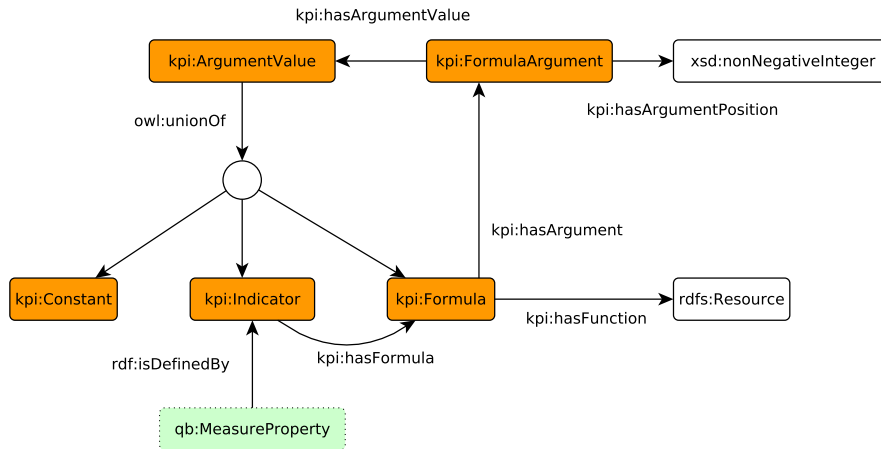 kpi:hasArgumentValue
kpi:ArgumentValue
kpi:FormulaArgument
xsd:nonNegativeInteger
kpi:hasArgumentPosition
owl:unionOf
kpi:hasArgument
kpi:Constant
kpi:Indicator
kpi:Formula
rdfs:Resource
kpi:hasFunction
kpi:hasFormula
rdf:isDefinedBy
qb:MeasureProperty